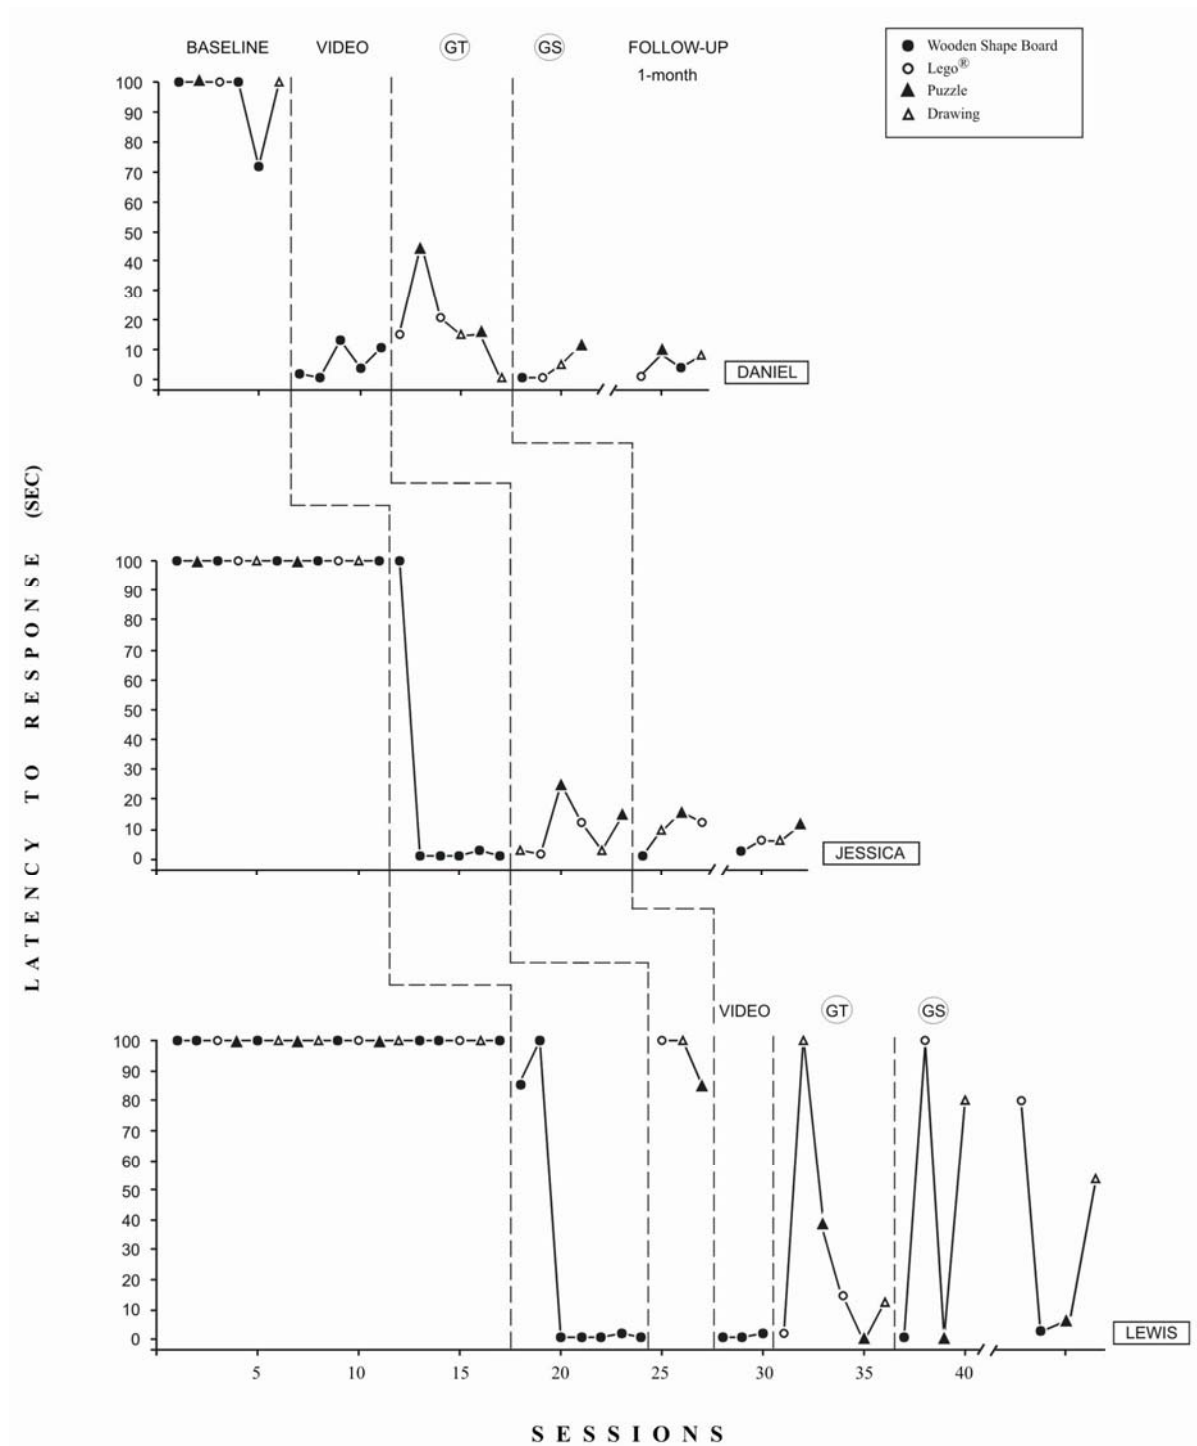 BASELINE VIDEO GT GS FOLLOW-UP
1-month
Wooden Shape Board
Lego®
Puzzle
Drawing
100
90
80
70
60
50
40
30
20
10
0
DANIEL
LATENCY TO RESPONSE (SEC)
100
90
80
70
60
50
40
30
20
10
0
JESSICA
VIDEO GT GS
100
90
80
70
60
50
40
30
20
10
0
LEWIS
5 10 15 20 25 30 35 40
SESSIONS